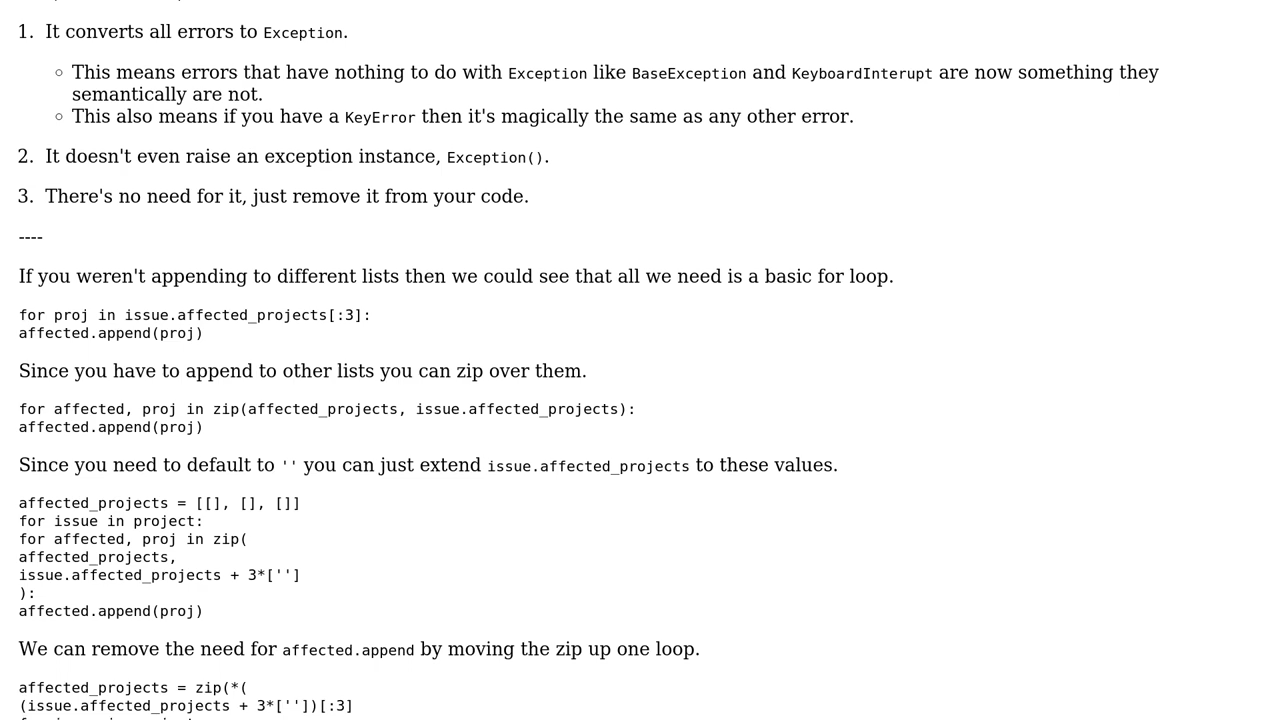 1. It converts all errors to Exception.
◦ This means errors that have nothing to do with Exception like BaseException and KeyboardInterupt are now something they
semantically are not.
◦ This also means if you have a KeyError then it's magically the same as any other error.
2. It doesn't even raise an exception instance, Exception().
3. There's no need for it, just remove it from your code.
----
If you weren't appending to different lists then we could see that all we need is a basic for loop.
for proj in issue.affected_projects[:3]:
affected.append(proj)
Since you have to append to other lists you can zip over them.
for affected, proj in zip(affected_projects, issue.affected_projects):
affected.append(proj)
Since you need to default to '' you can just extend issue.affected_projects to these values.
affected_projects = [[], [], []]
for issue in project:
for affected, proj in zip(
affected_projects,
issue.affected_projects + 3*['']
):
affected.append(proj)
We can remove the need for affected.append by moving the zip up one loop.
affected_projects = zip(*(
(issue.affected_projects + 3*[''])[:3]